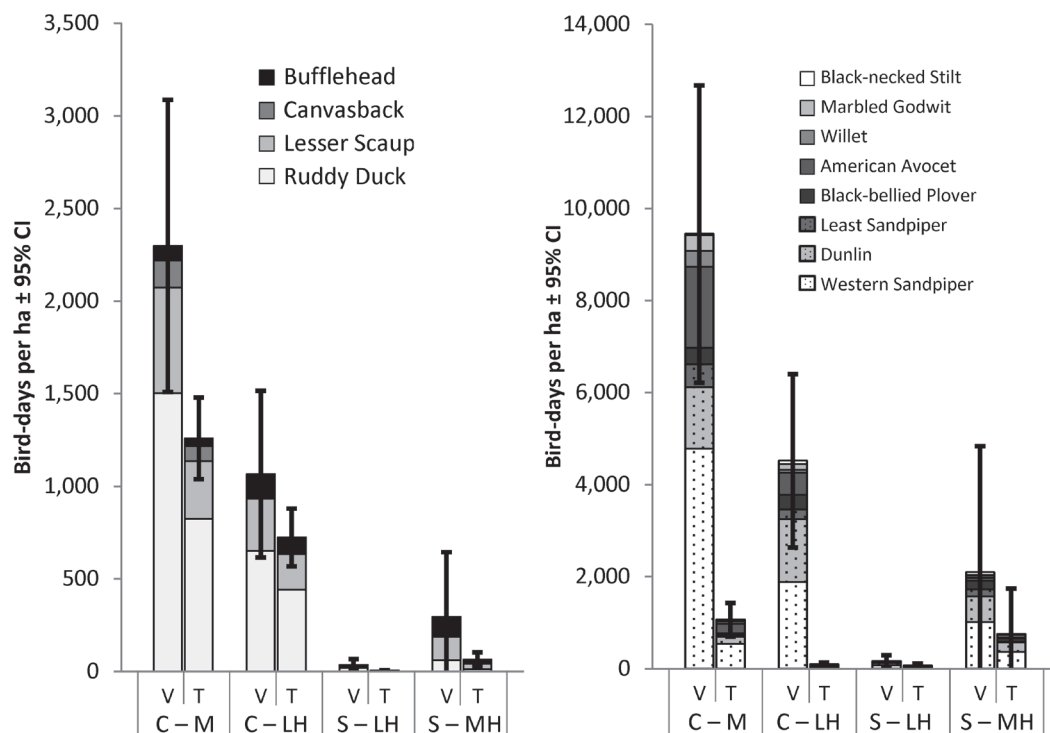 3,500
3,000
2,500
2,000
1,500
1,000
500
0
Bird-days per ha ± 95% CI
Bufflehead
Canvasback
Lesser Scaup
Ruddy Duck
V T V T V T V T
C – M C – LH S – LH S – MH
14,000
12,000
10,000
8,000
6,000
4,000
2,000
0
Bird-days per ha ± 95% CI
Black-necked Stilt
Marbled Godwit
Willet
American Avocet
Black-bellied Plover
Least Sandpiper
Dunlin
Western Sandpiper
V T V T V T V T
C – M C – LH S – LH S – MH